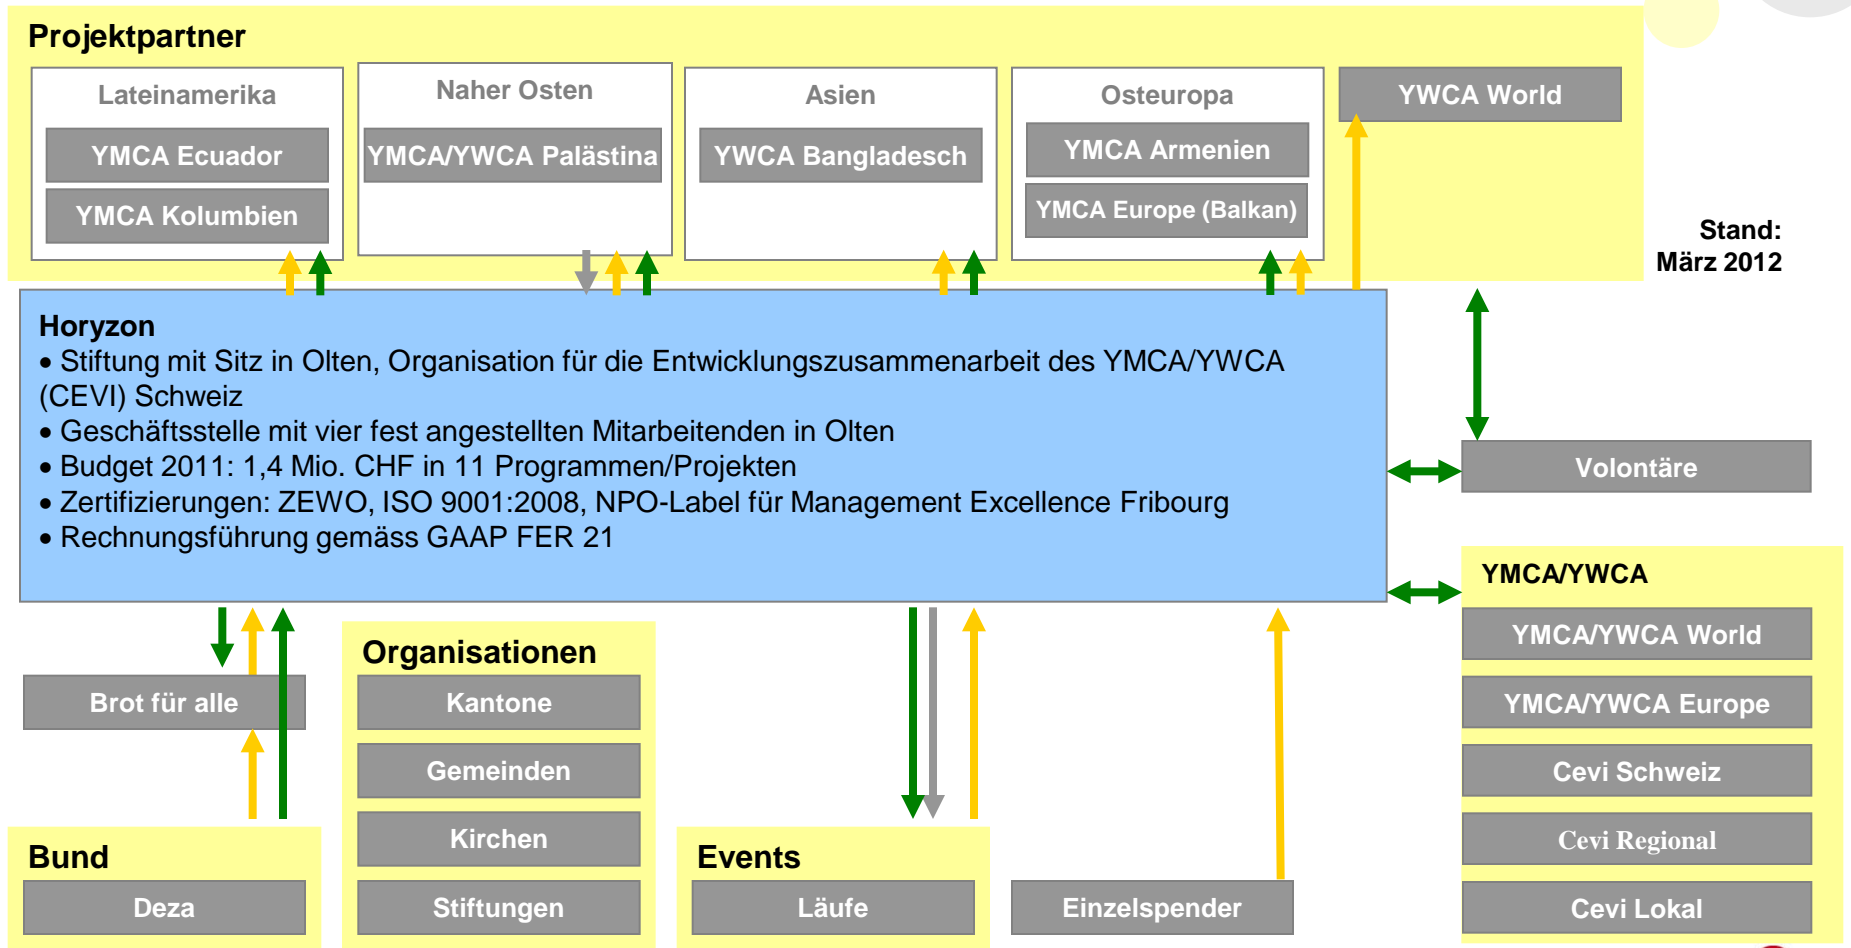 Projektpartner
Lateinamerika
YMCA Ecuador
YMCA Kolumbien
Naher Osten
YMCA/YWCA Palästina
Asien
YWCA Bangladesch
Osteuropa
YMCA Armenien
YMCA Europe (Balkan)
YWCA World
Stand:
März 2012
Horyzon
• Stiftung mit Sitz in Olten, Organisation für die Entwicklungszusammenarbeit des YMCA/YWCA
(CEVI) Schweiz
• Geschäftsstelle mit vier fest angestellten Mitarbeitenden in Olten
• Budget 2011: 1,4 Mio. CHF in 11 Programmen/Projekten
• Zertifizierungen: ZEWO, ISO 9001:2008, NPO-Label für Management Excellence Fribourg
• Rechnungsführung gemäss GAAP FER 21
Volontäre
YMCA/YWCA
YMCA/YWCA World
YMCA/YWCA Europe
Cevi Schweiz
Cevi Regional
Cevi Lokal
Brot für alle
Bund
Deza
Organisationen
Kantone
Gemeinden
Kirchen
Stiftungen
Events
Läufe
Einzelspender